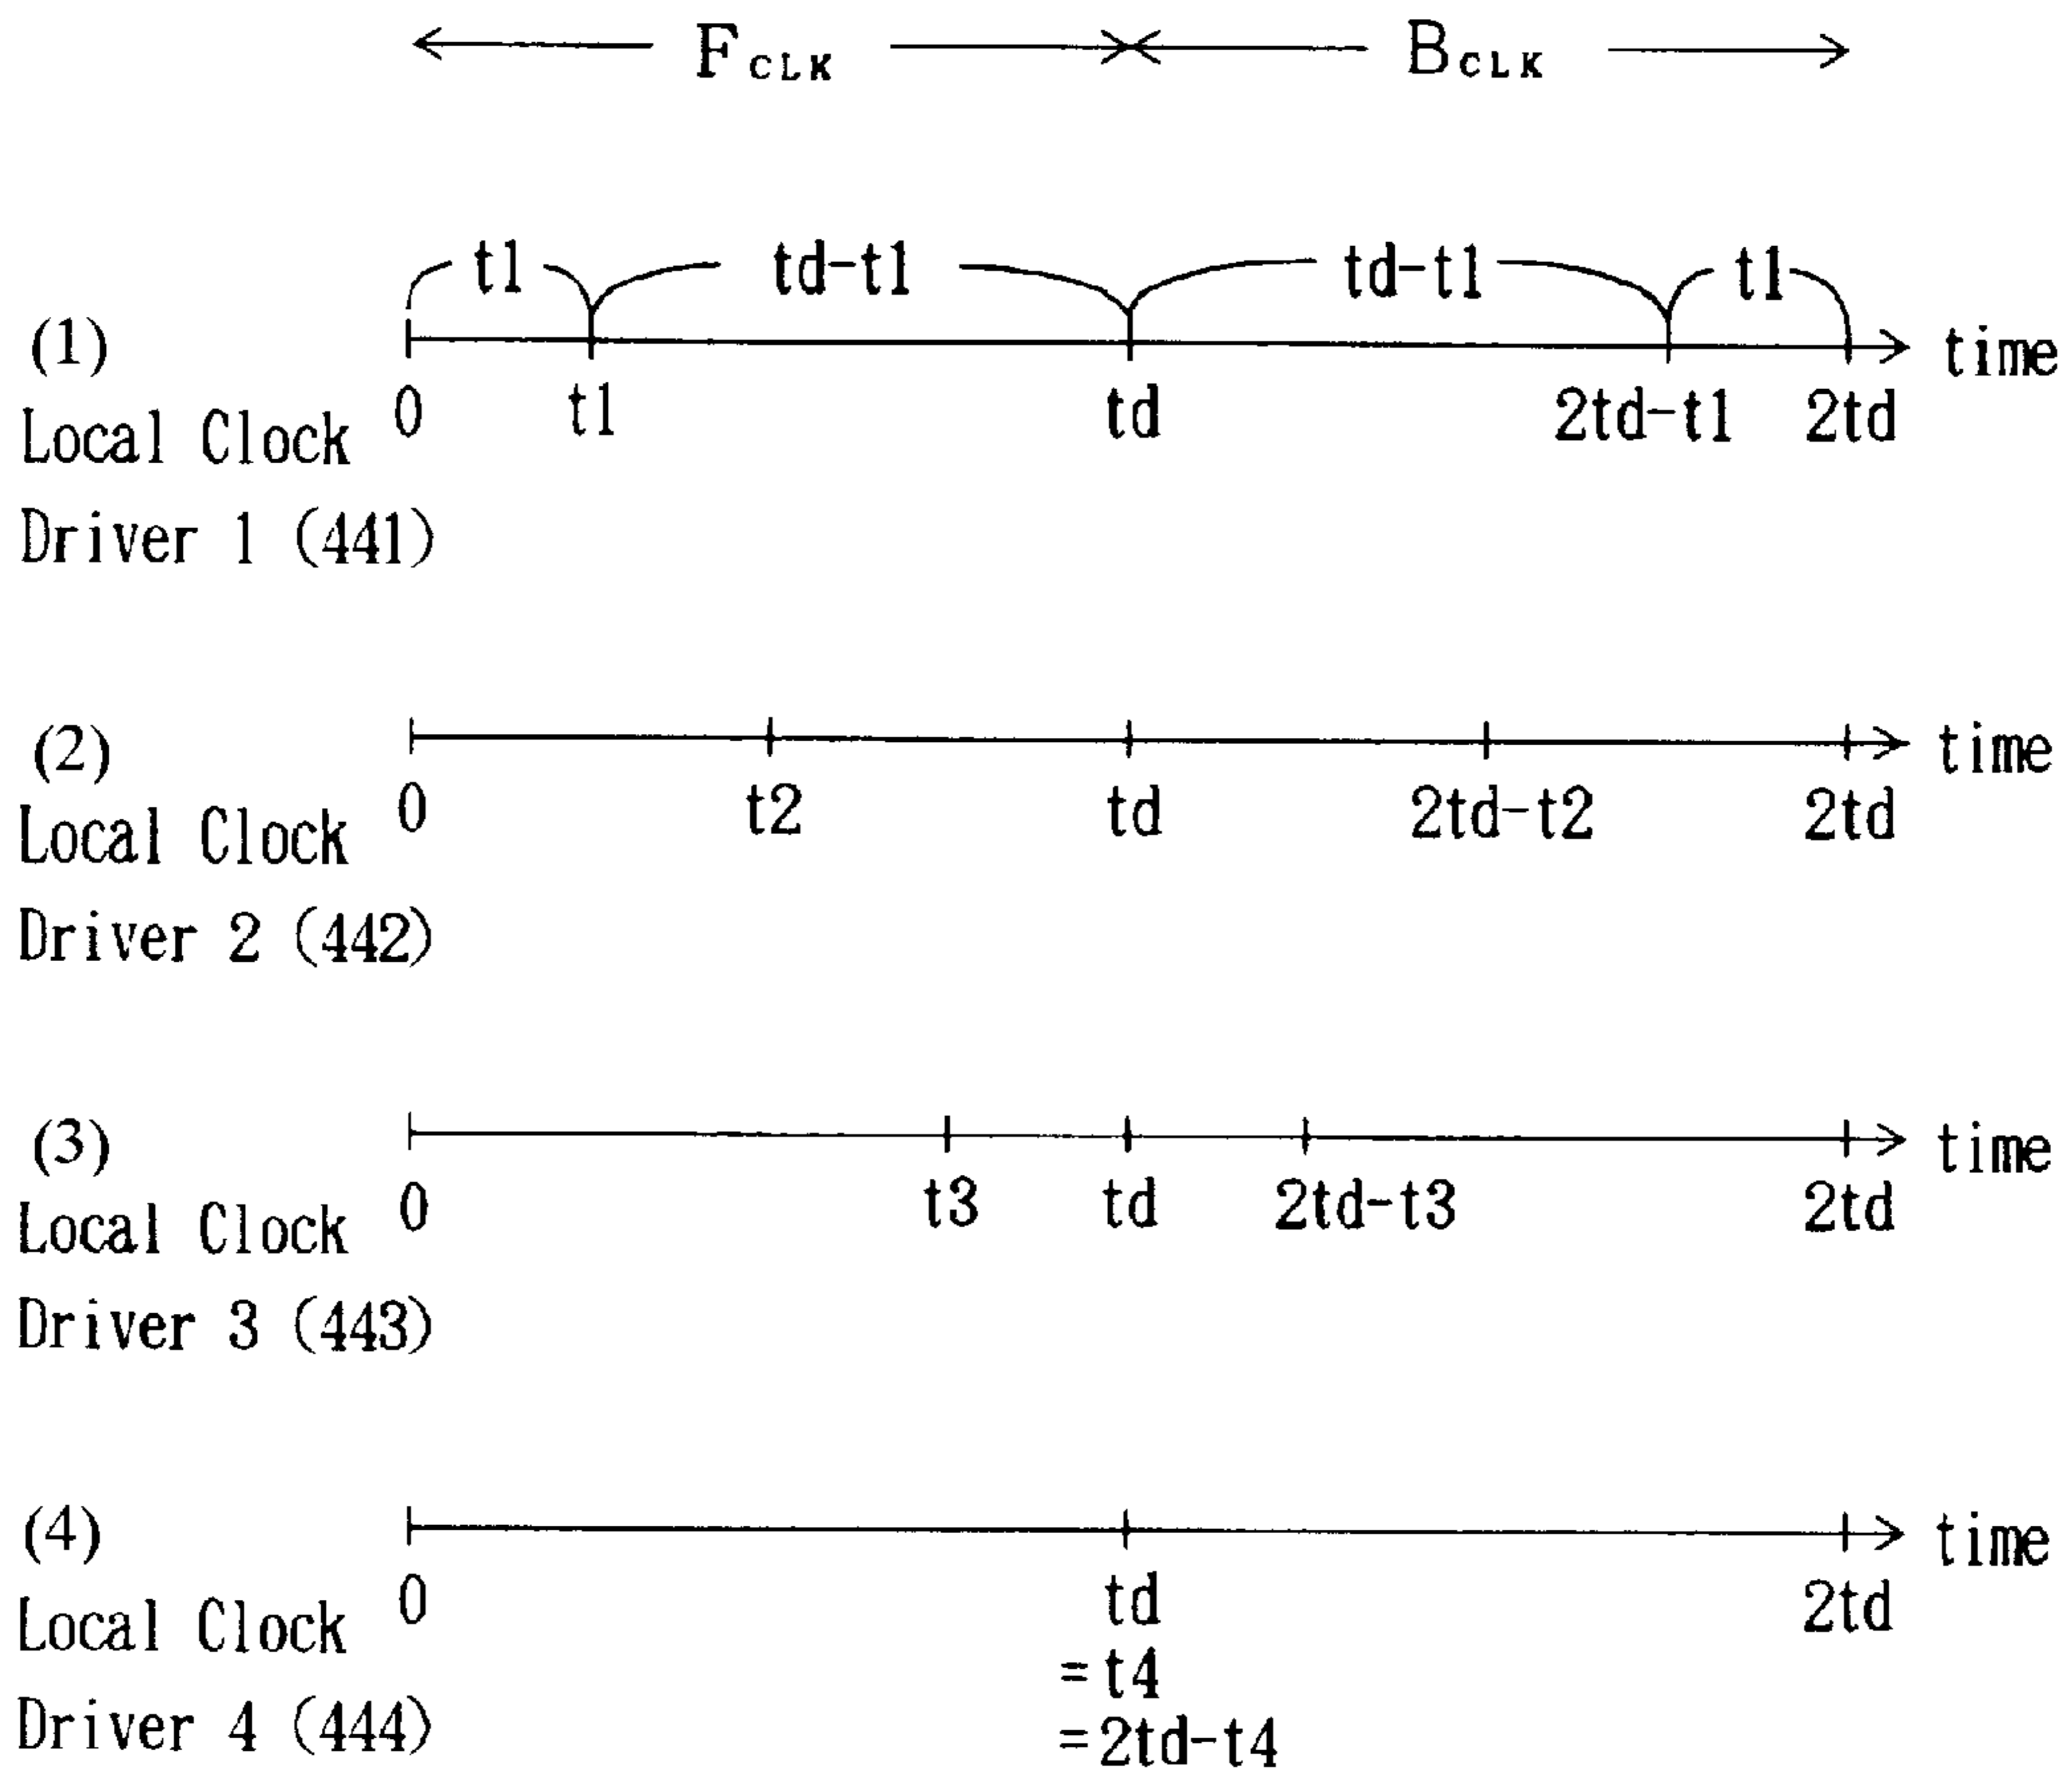 F CLK B CLK
t1 td-t1 td-t1 t1
(1) time
0 t1 td 2td-t1 2td
Local Clock
Driver 1 (441)
(2) time
0 t2 td 2td-t2 2td
Local Clock
Driver 2 (442)
(3) time
0 t3 td 2td-t3 2td
Local Clock
Driver 3 (443)
(4) time
0 td 2td
Local Clock
=t4
Driver 4 (444)
=2td-t4